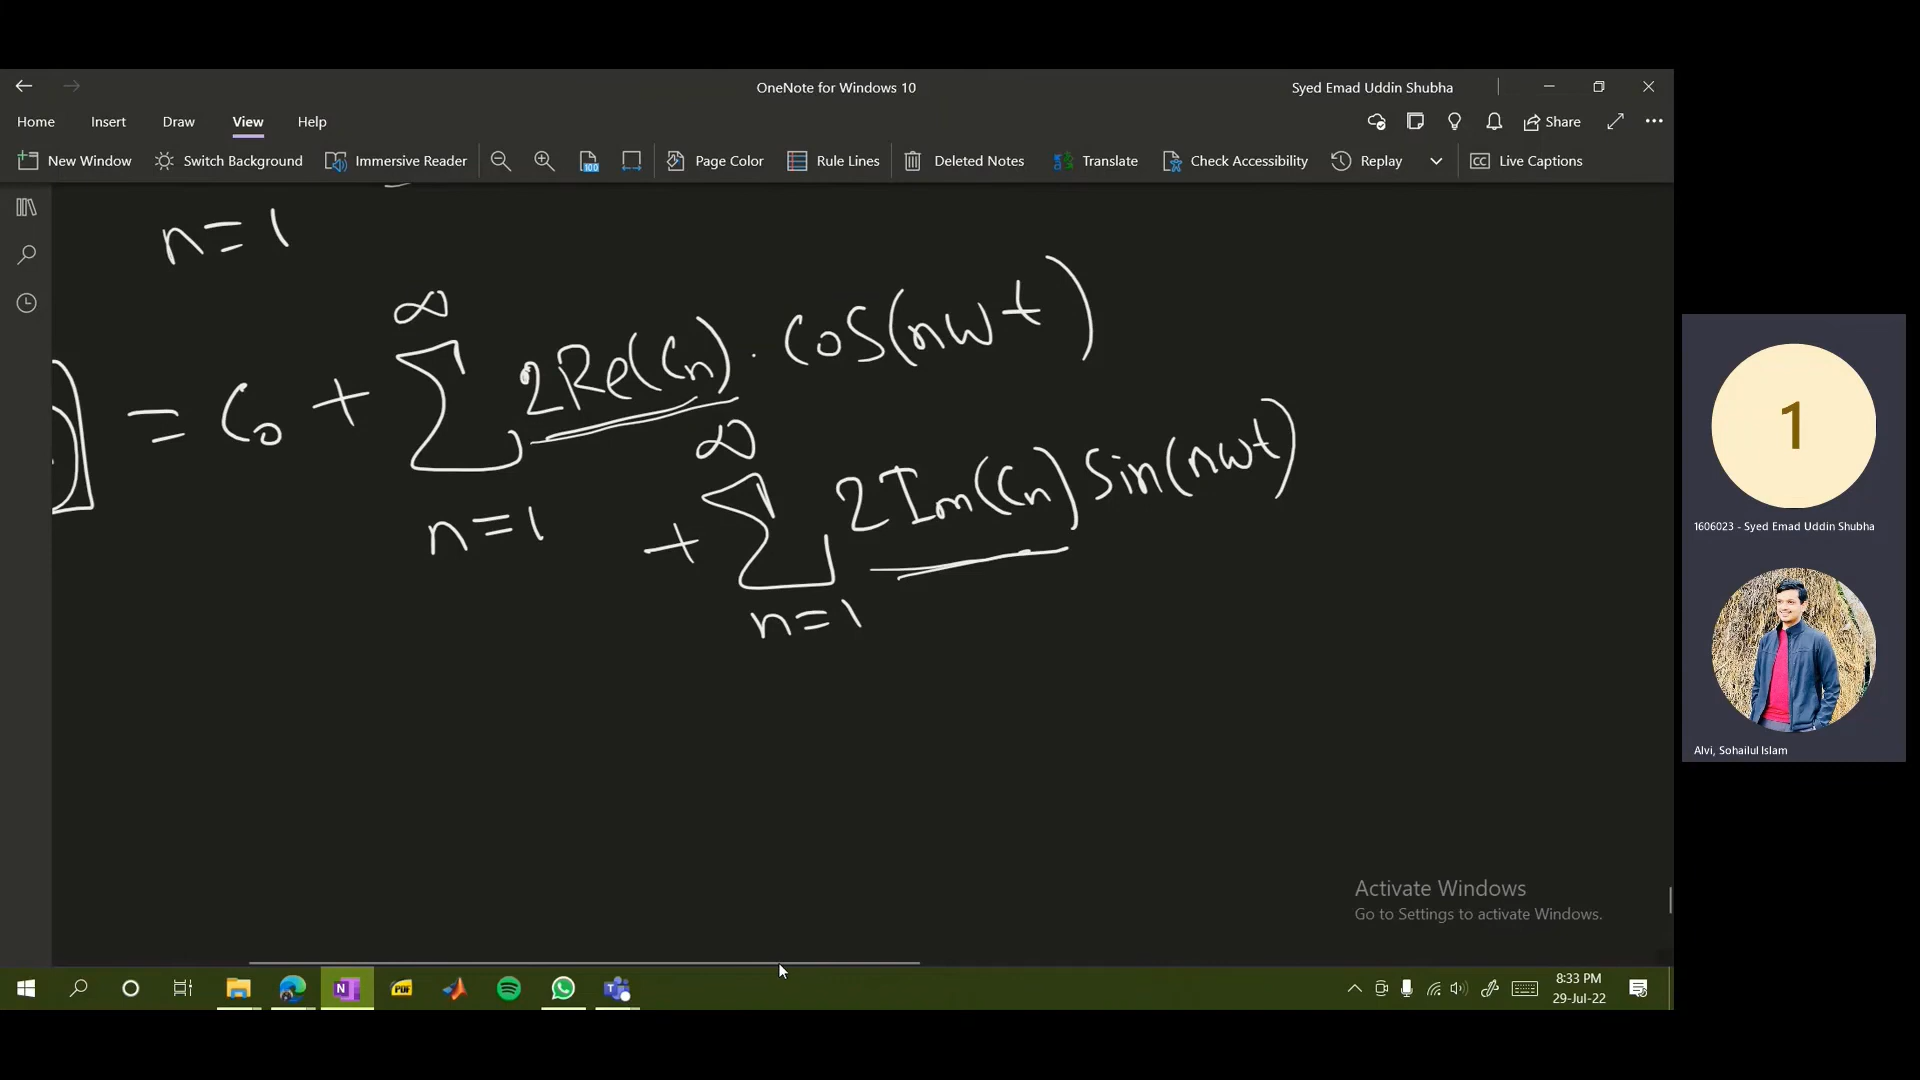 OneNote for Windows 10
Syed Emad Uddin Shubha
Home Insert Draw View Help
Share
New Window Switch Background Immersive Reader Page Color Rule Lines Deleted Notes Translate Check Accessibility Replay CC Live Captions
n=1
= C₀ + ∑ 2Re(Cn) · Cos(nωt)
∞
n=1
+ ∑ 2Im(Cn) Sin(nωt)
∞
n=1
1
1606023 - Syed Emad Uddin Shubha
Alvi, Sohailul Islam
Activate Windows
Go to Settings to activate Windows.
8:33 PM
29-Jul-22